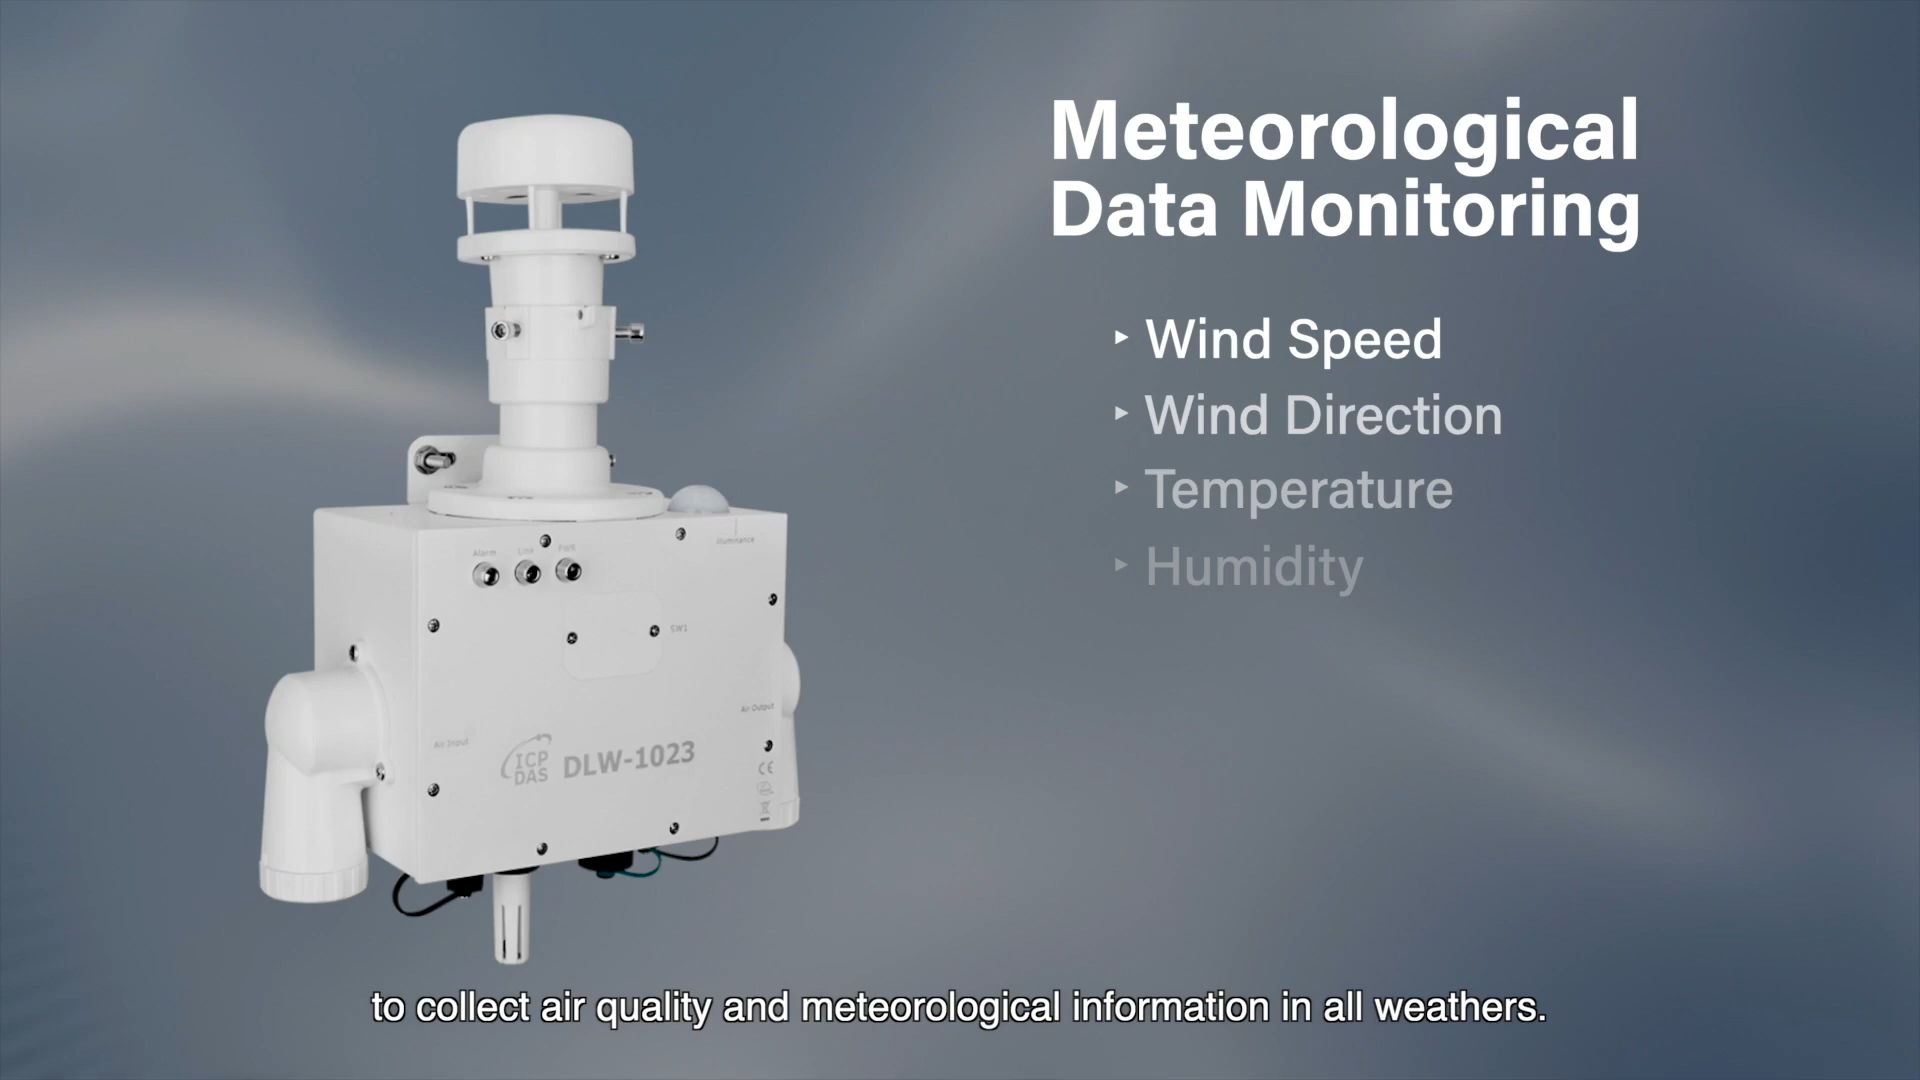 Meteorological
Data Monitoring
‣ Wind Speed
‣ Wind Direction
‣ Temperature
‣ Humidity
Illuminance
Alarm
Link
PWR
SW1
Air Output
Air Input
ICP
DAS
DLW-1023
CE
to collect air quality and meteorological information in all weathers.